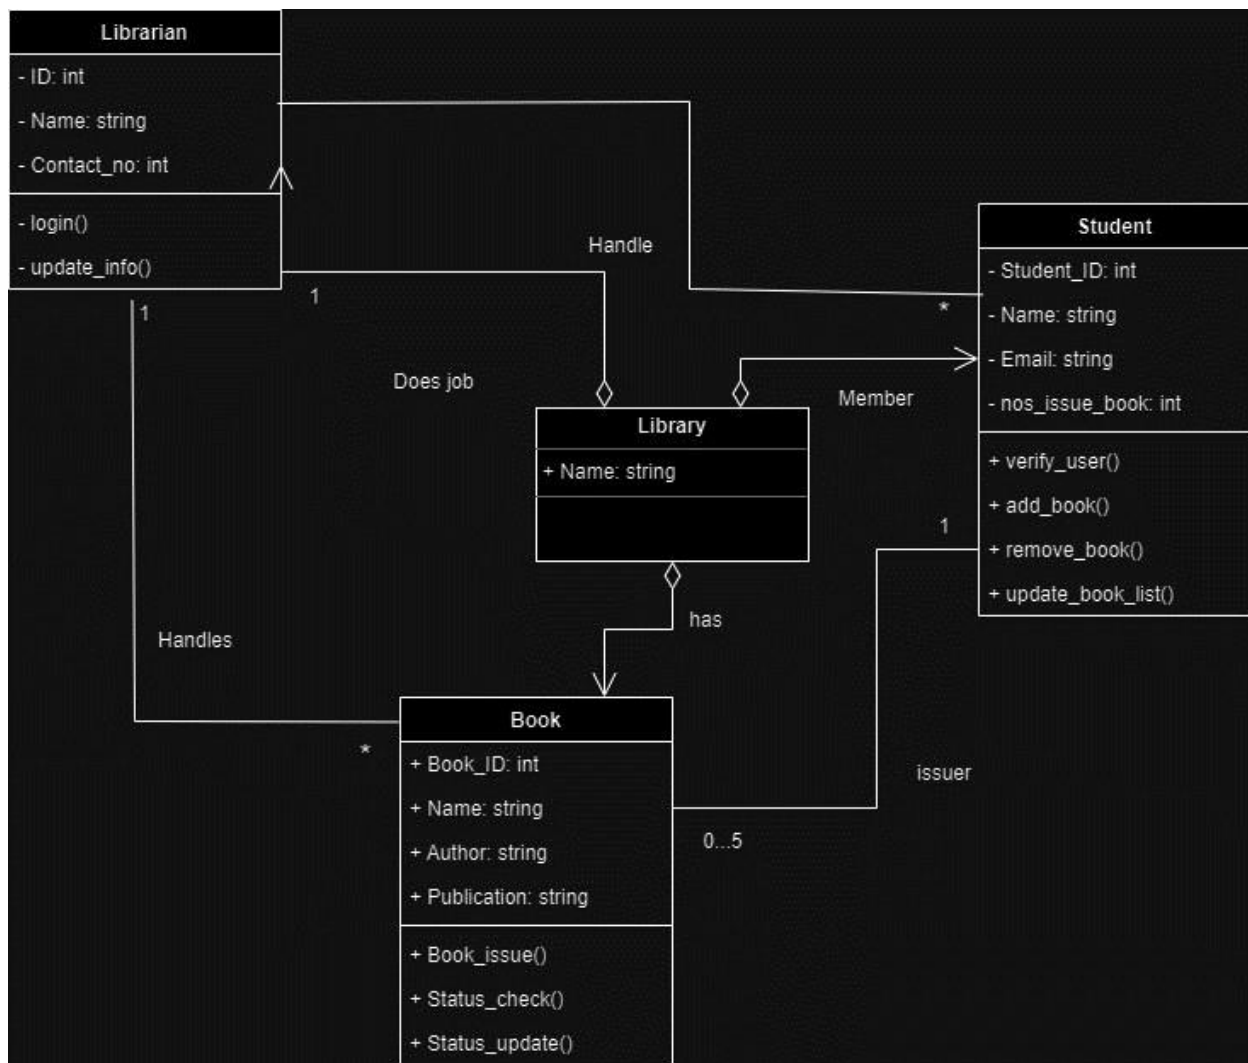 Librarian
- ID: int
- Name: string
- Contact_no: int
- login()
- update_info()
1
1
Handle
*
Student
- Student_ID: int
- Name: string
- Email: string
- nos_issue_book: int
+ verify_user()
+ add_book()
+ remove_book()
+ update_book_list()
Does job
Member
Library
+ Name: string
1
has
Handles
*
Book
+ Book_ID: int
+ Name: string
+ Author: string
+ Publication: string
+ Book_issue()
+ Status_check()
+ Status_update()
issuer
0...5